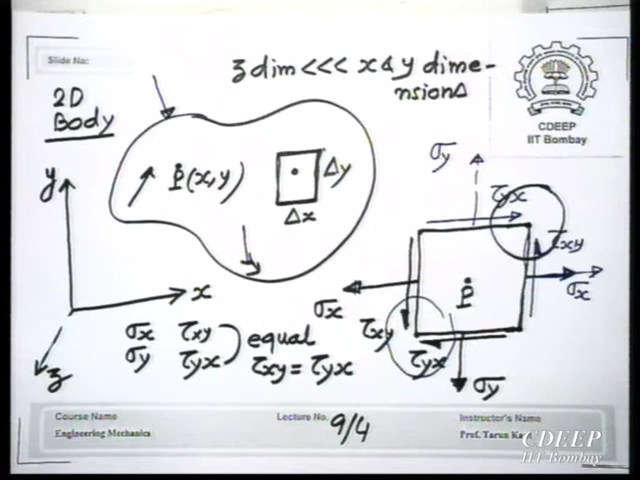 Slide No:
z dim <<< x & y dime-
nsions
2D
Body
CDEEP
IIT Bombay
σy
y
P(x,y)
Δy
Δx
τyx
τxy
P
x
σx
σx
τxy
τyx
σy
σx τxy
σy τyx
equal
τxy = τyx
z
Course Name
Engineering Mechanics
Lecture No. 9/4
Instructor's Name
Prof. Tarun
CDEEP
IIT Bombay